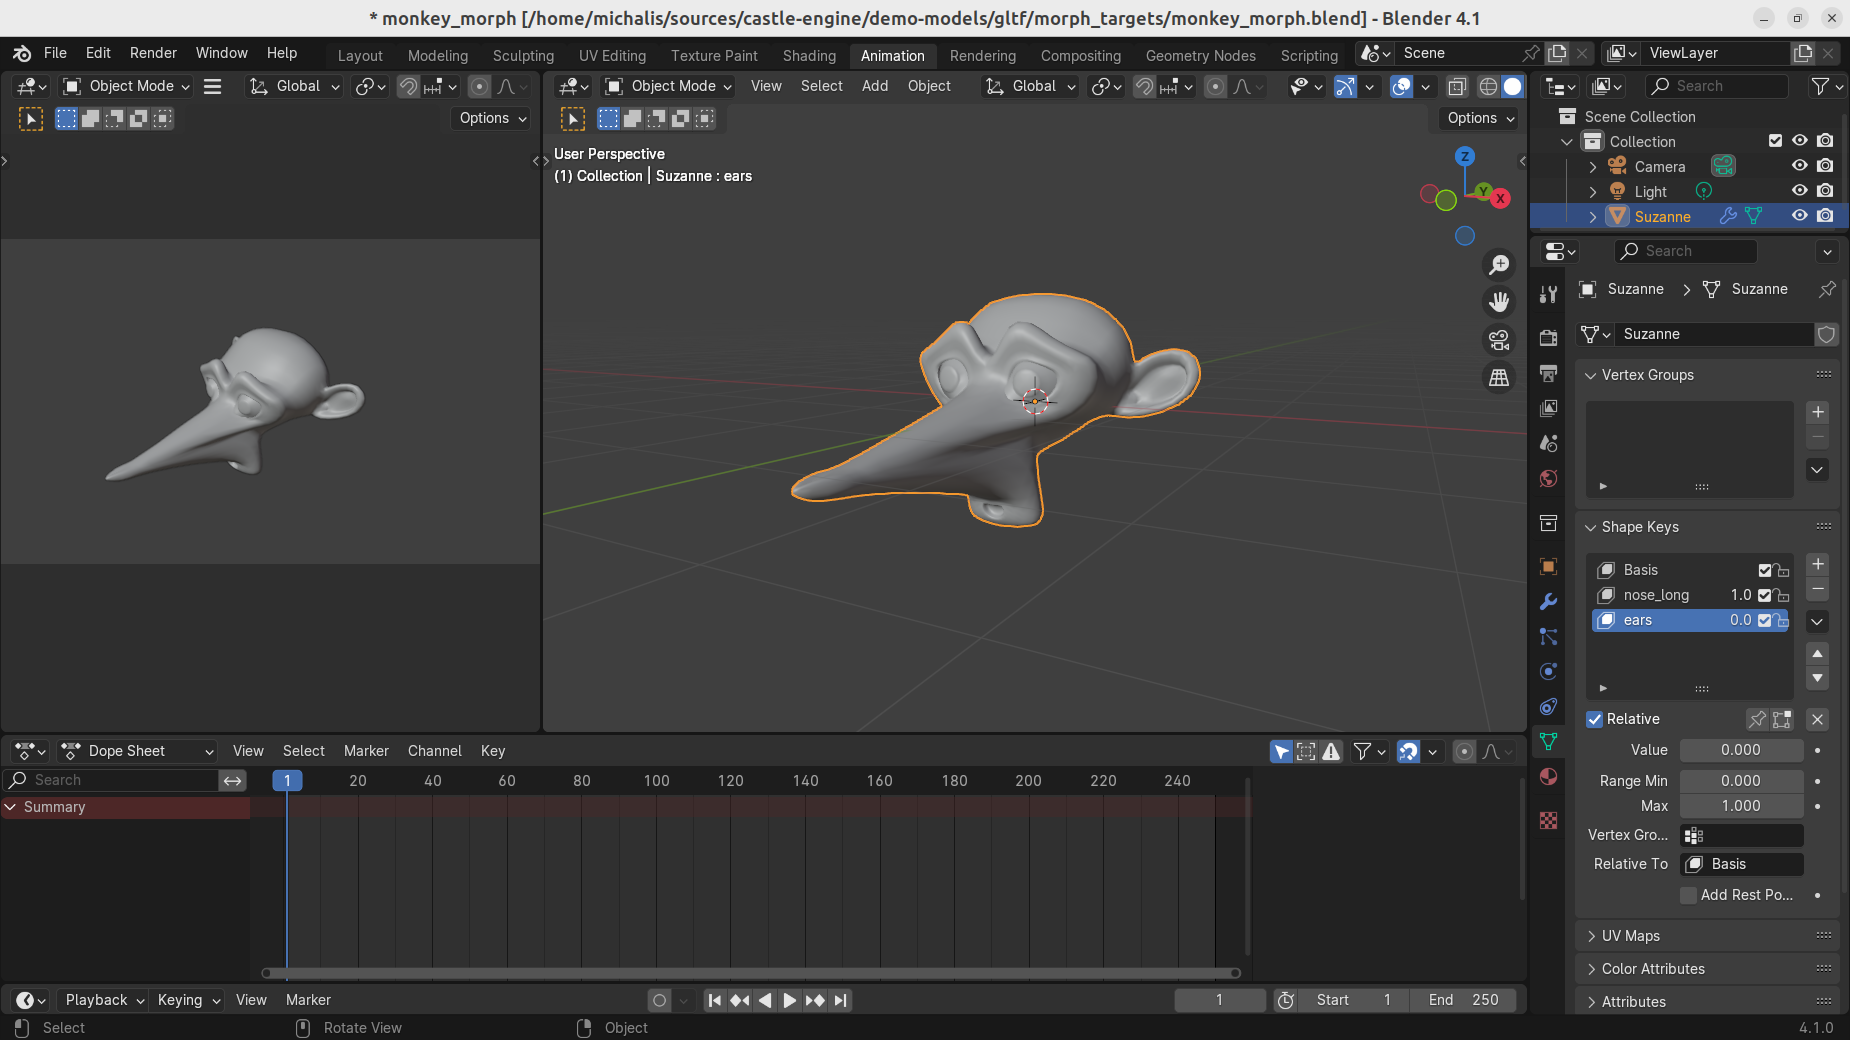 * monkey_morph [/home/michalis/sources/castle-engine/demo-models/gltf/morph_targets/monkey_morph.blend] - Blender 4.1
File Edit Render Window Help Layout Modeling Sculpting UV Editing Texture Paint Shading Animation Rendering Compositing Geometry Nodes Scripting Scene ViewLayer
Object Mode Global Object Mode View Select Add Object Global Search
Options Options
Scene Collection
Collection
Camera
Light
Suzanne
User Perspective
(1) Collection | Suzanne : ears
Z
Y
X
Search
Suzanne > Suzanne
Suzanne
Vertex Groups
Shape Keys
Basis
nose_long 1.0
ears 0.0
Relative
Value 0.000
Range Min 0.000
Max 1.000
Vertex Gro...
Relative To Basis
Add Rest Po...
UV Maps
Color Attributes
Attributes
Dope Sheet View Select Marker Channel Key
Search 1 20 40 60 80 100 120 140 160 180 200 220 240
Summary
Playback Keying View Marker 1 Start 1 End 250
Select Rotate View Object 4.1.0